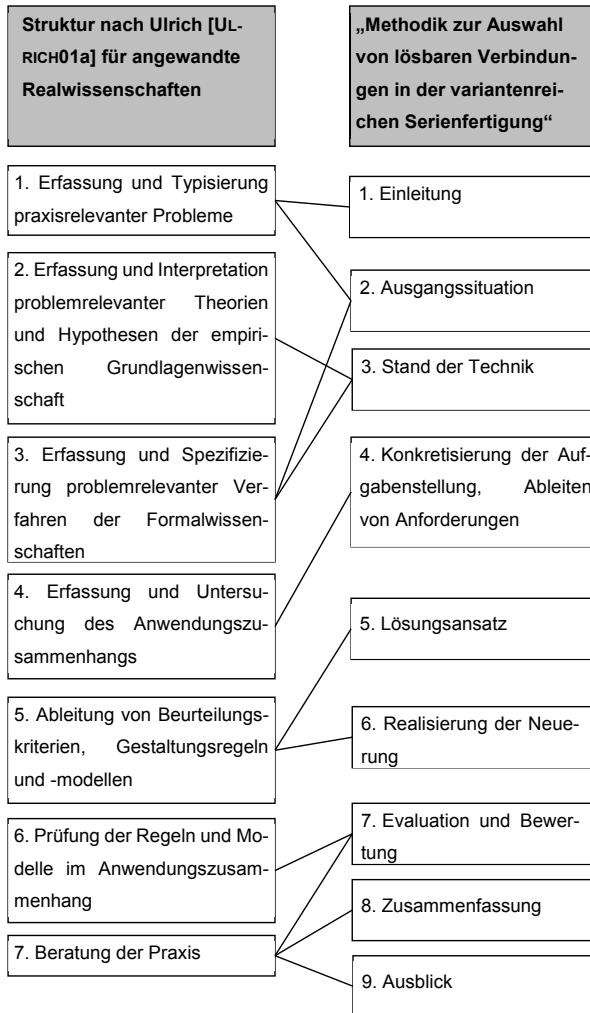 Struktur nach Ulrich [UL-
RICH01a] für angewandte
Realwissenschaften
„Methodik zur Auswahl
von lösbaren Verbindun-
gen in der variantenrei-
chen Serienfertigung“
1. Erfassung und Typisierung
praxisrelevanter Probleme
2. Erfassung und Interpretation
problemrelevanter Theorien
und Hypothesen der empiri-
schen Grundlagenwissen-
schaft
3. Erfassung und Spezifizie-
rung problemrelevanter Ver-
fahren der Formalwissen-
schaften
4. Erfassung und Untersu-
chung des Anwendungszu-
sammenhangs
5. Ableitung von Beurteilungs-
kriterien, Gestaltungsregeln
und -modellen
6. Prüfung der Regeln und Mo-
delle im Anwendungszusam-
menhang
7. Beratung der Praxis
1. Einleitung
2. Ausgangssituation
3. Stand der Technik
4. Konkretisierung der Auf-
gabenstellung, Ableiten
von Anforderungen
5. Lösungsansatz
6. Realisierung der Neue-
rung
7. Evaluation und Bewer-
tung
8. Zusammenfassung
9. Ausblick